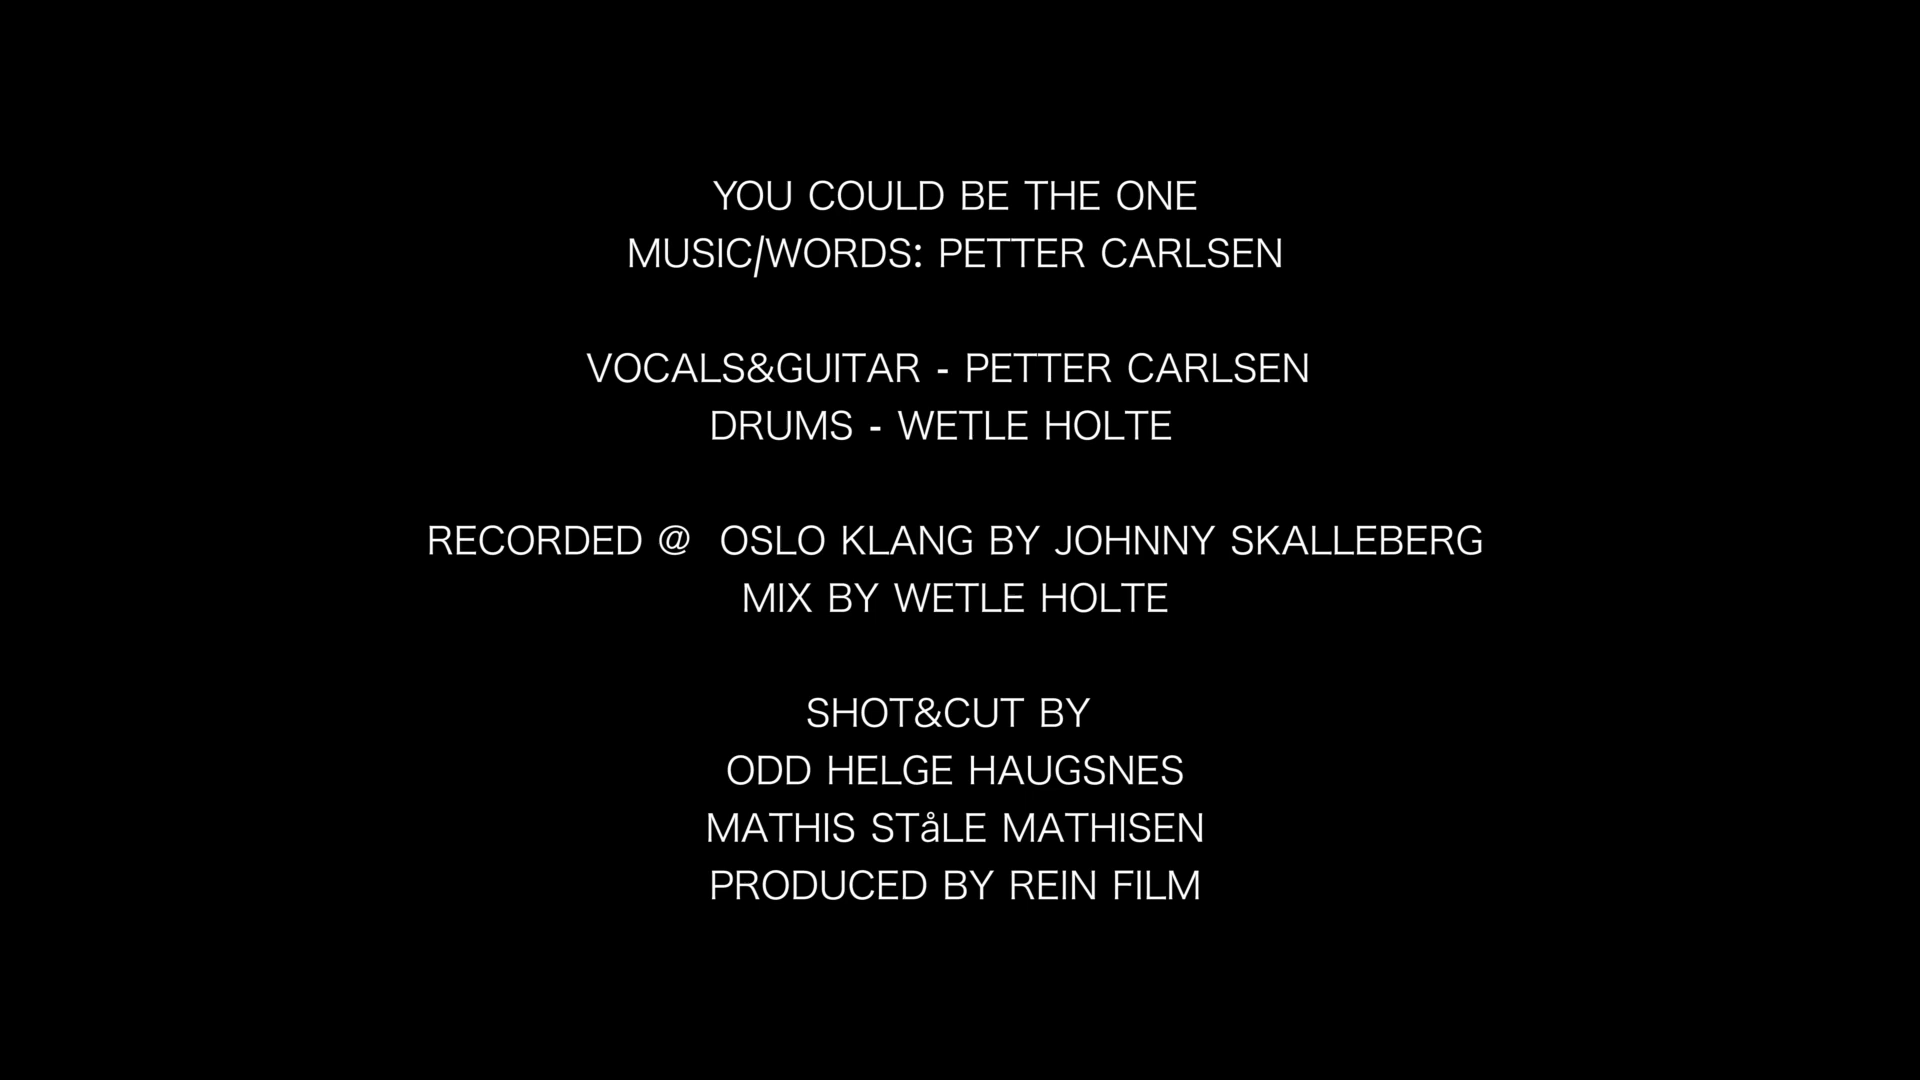 YOU COULD BE THE ONE
MUSIC/WORDS: PETTER CARLSEN
VOCALS&GUITAR - PETTER CARLSEN
DRUMS - WETLE HOLTE
RECORDED @  OSLO KLANG BY JOHNNY SKALLEBERG
MIX BY WETLE HOLTE
SHOT&CUT BY
ODD HELGE HAUGSNES
MATHIS STåLE MATHISEN
PRODUCED BY REIN FILM